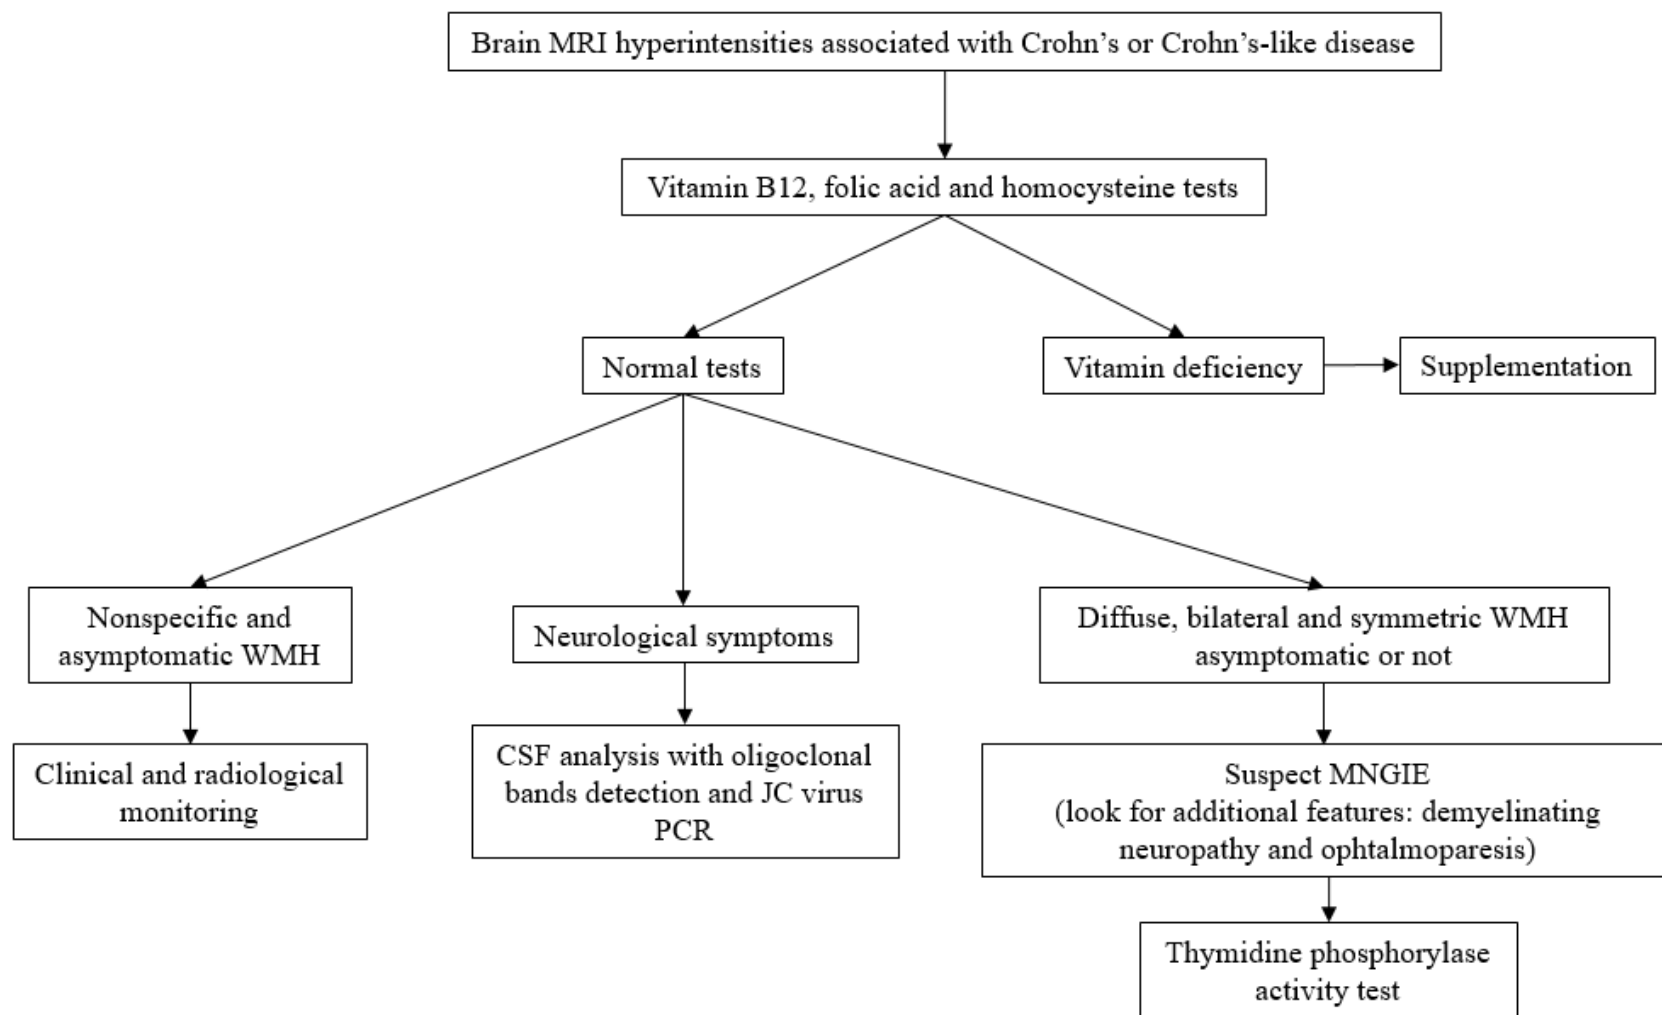 Brain MRI hyperintensities associated with Crohn’s or Crohn’s-like disease
Vitamin B12, folic acid and homocysteine tests
Normal tests
Vitamin deficiency
Supplementation
Nonspecific and
asymptomatic WMH
Neurological symptoms
Diffuse, bilateral and symmetric WMH
asymptomatic or not
Clinical and radiological
monitoring
CSF analysis with oligoclonal
bands detection and JC virus
PCR
Suspect MNGIE
(look for additional features: demyelinating
neuropathy and ophtalmoparesis)
Thymidine phosphorylase
activity test